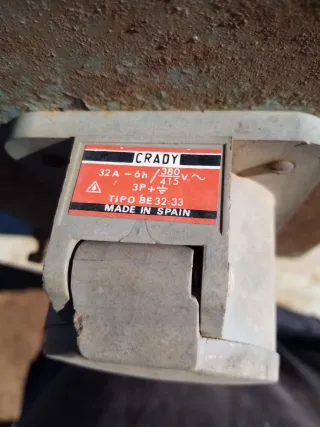 CRADY
32A - 6h / 380/415 V ~
3P + ⏚
TIPO BE 32-33
MADE IN SPAIN